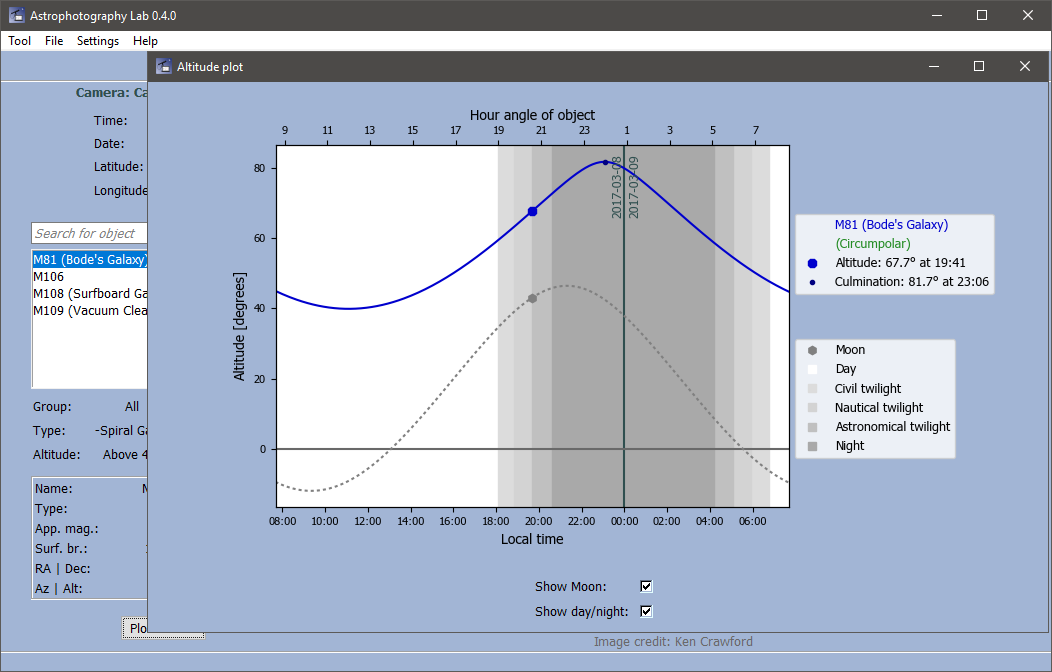 Astrophotography Lab 0.4.0
Tool File Settings Help
Altitude plot
Camera: Ca
Time:
Date:
Latitude:
Longitude
Search for object
M81 (Bode's Galaxy)
M106
M108 (Surfboard Ga
M109 (Vacuum Clea
Group: All
Type: -Spiral Ga
Altitude: Above 4
Name:
Type:
App. mag.:
Surf. br.:
RA | Dec:
Az | Alt:
Plo
Hour angle of object
9 11 13 15 17 19 21 23 1 3 5 7
2017-03-08
2017-03-09
80
60
40
20
0
Altitude [degrees]
08:00 10:00 12:00 14:00 16:00 18:00 20:00 22:00 00:00 02:00 04:00 06:00
Local time
M81 (Bode's Galaxy)
(Circumpolar)
Altitude: 67.7° at 19:41
Culmination: 81.7° at 23:06
Moon
Day
Civil twilight
Nautical twilight
Astronomical twilight
Night
Show Moon:
Show day/night:
Image credit: Ken Crawford